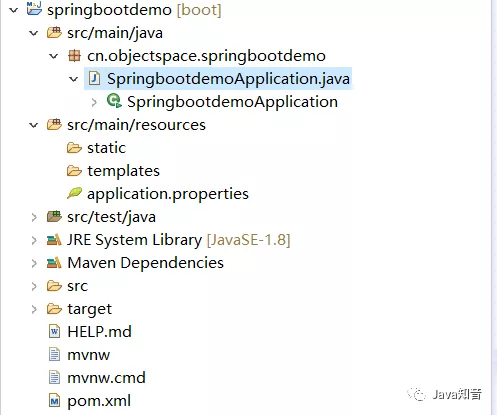 springbootdemo [boot]
src/main/java
cn.objectspace.springbootdemo
SpringbootdemoApplication.java
SpringbootdemoApplication
src/main/resources
static
templates
application.properties
src/test/java
JRE System Library [JavaSE-1.8]
Maven Dependencies
src
target
HELP.md
mvnw
mvnw.cmd
pom.xml
Java知音